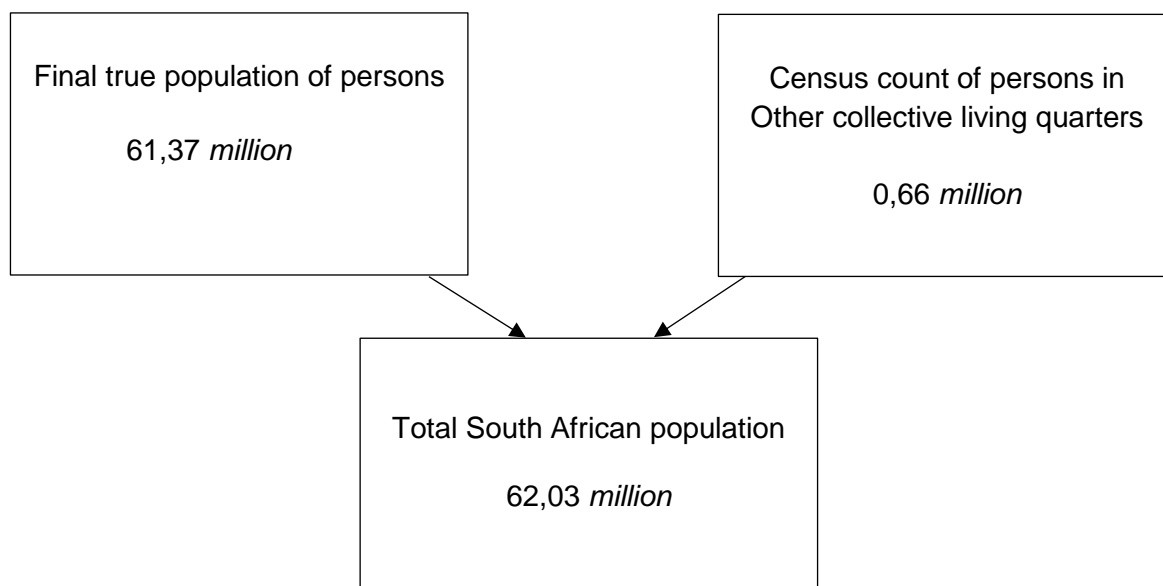 Final true population of persons
61,37 million
Census count of persons in
Other collective living quarters
0,66 million
Total South African population
62,03 million